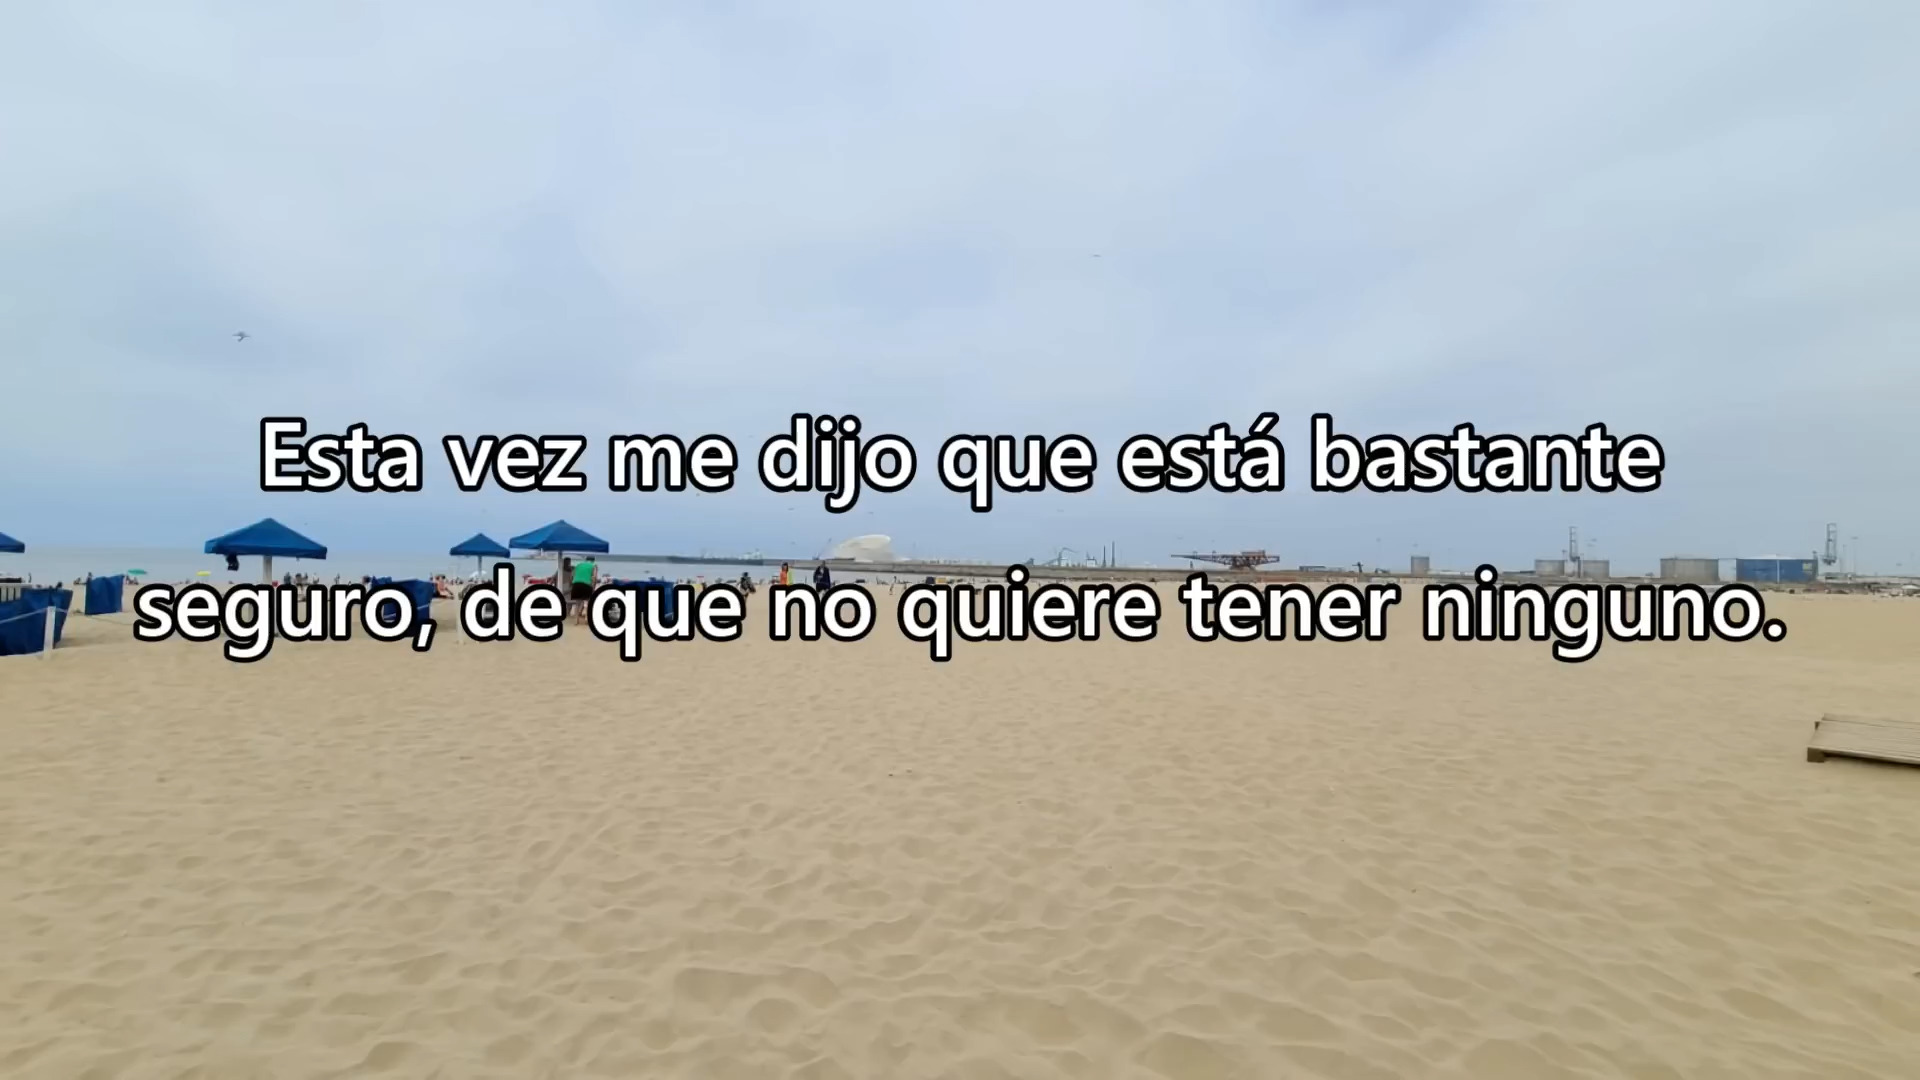 Esta vez me dijo que está bastante
seguro, de que no quiere tener ninguno.